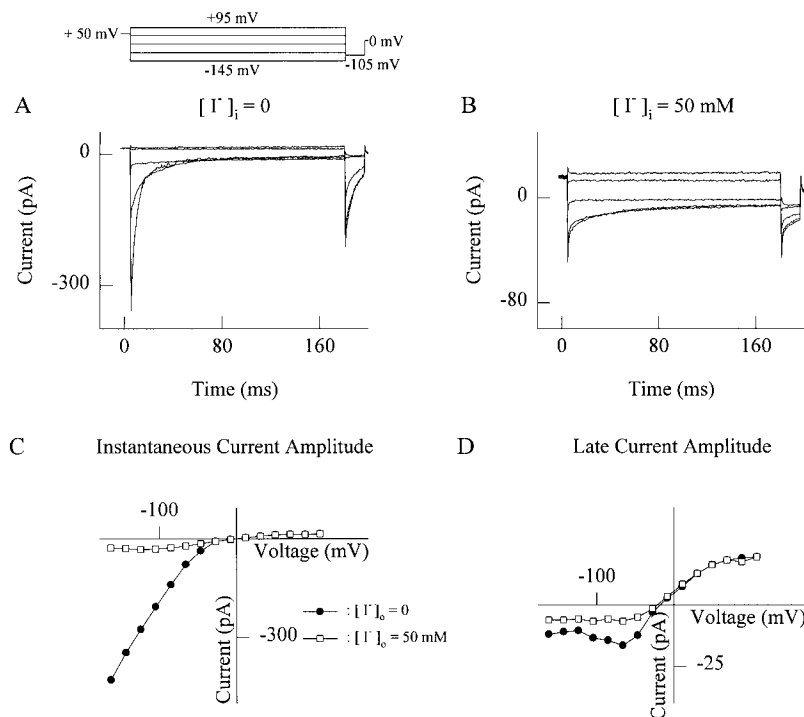 +95 mV
+ 50 mV
0 mV
-145 mV
-105 mV
A
[ I⁻ ]i = 0
B
[ I⁻ ]i = 50 mM
0
-300
Current (pA)
0
80
160
Time (ms)
0
-80
Current (pA)
0
80
160
Time (ms)
C
Instantaneous Current Amplitude
-100
Voltage (mV)
Current (pA)
-300
: [ I⁻ ]o = 0
: [ I⁻ ]o = 50 mM
D
Late Current Amplitude
-100
Voltage (mV)
Current (pA)
-25